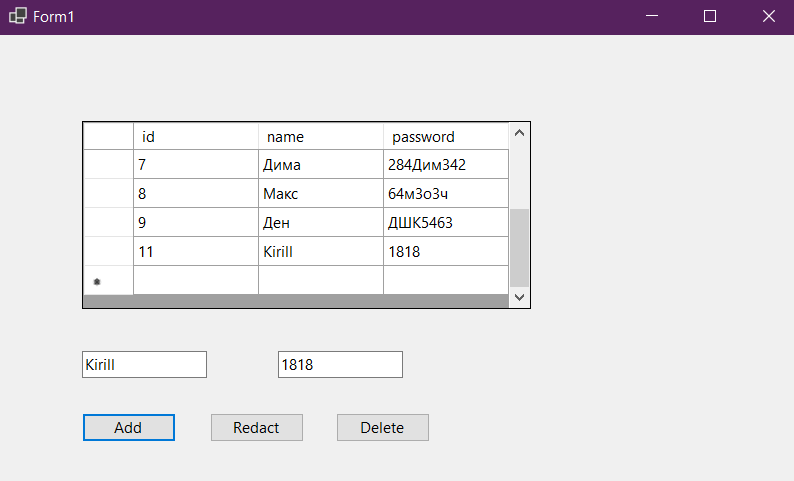 Form1
id name password
7 Дима 284Дим342
8 Макс 64м3о3ч
9 Ден ДШК5463
11 Kirill 1818
Kirill 1818
Add Redact Delete